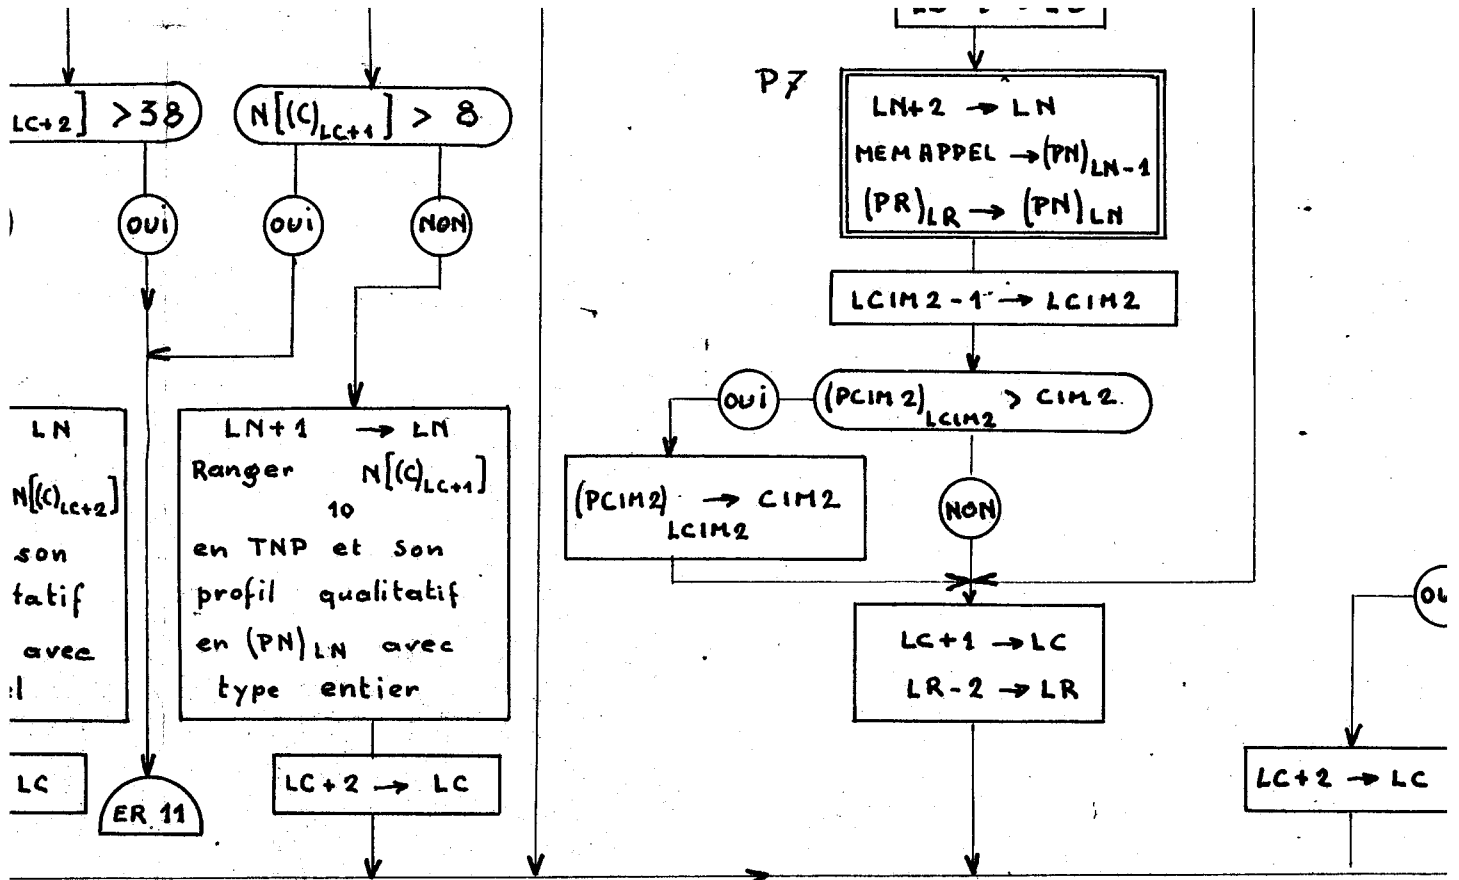 LC+2] >38
N[(C)LC+1] > 8
OUI
OUI
NON
LN
N[(C)LC+2]
son
tatif
avec
el
LC
ER 11
LN+1 → LN
Ranger N[(C)LC+1]
10
en TNP et son
profil qualitatif
en (PN)LN avec
type entier
LC+2 → LC
P7
LN+2 → LN
MEMAPPEL → (PN)LN-1
(PR)LR → (PN)LN
LCIM2-1 → LCIM2
OUI
(PCIM2)LCIM2 > CIM2
(PCIM2)LCIM2 → CIM2
NON
LC+1 → LC
LR-2 → LR
OU
LC+2 → LC